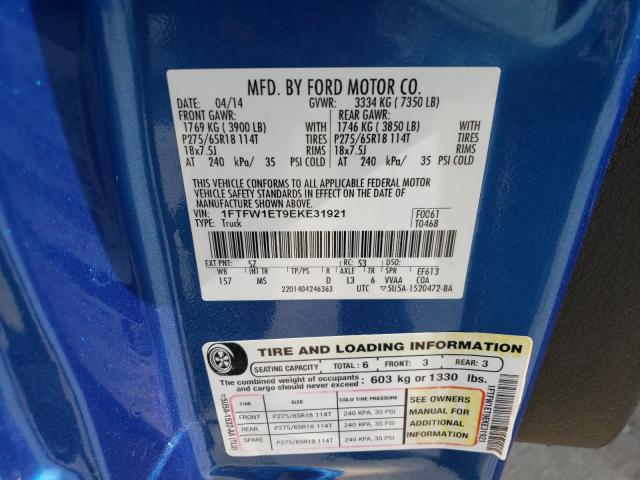 MFD. BY FORD MOTOR CO.
DATE: 04/14 GVWR: 3334 KG ( 7350 LB)
FRONT GAWR: REAR GAWR:
1769 KG ( 3900 LB) WITH 1746 KG ( 3850 LB) WITH
P275/65R18 114T TIRES P275/65R18 114T TIRES
18x7.5J RIMS 18x7.5J RIMS
AT 240 kPa/ 35 PSI COLD AT 240 kPa/ 35 PSI COLD
THIS VEHICLE CONFORMS TO ALL APPLICABLE FEDERAL MOTOR
VEHICLE SAFETY STANDARDS IN EFFECT ON THE DATE OF
MANUFACTURE SHOWN ABOVE.
VIN: 1FTFW1ET9EKE31921 F0061
TYPE: Truck T0468
EXT PNT: SZ RC: 53 EF613
WB INT TR TP/PS R AXLE TR SPR COA
157 MS D L3 6 VVAA
2201404246363 UTC ▽5U5A-1520472-BA
TIRE AND LOADING INFORMATION
SEATING CAPACITY TOTAL: 6 FRONT: 3 REAR: 3
The combined weight of occupants
and cargo should never exceed: 603 kg or 1330 lbs.
TIRE SIZE COLD TIRE PRESSURE
FRONT P275/65R18 114T 240 KPA, 35 PSI
REAR P275/65R18 114T 240 KPA, 35 PSI
SPARE P275/65R18 114T 240 KPA, 35 PSI
SEE OWNERS
MANUAL FOR
ADDITIONAL
INFORMATION
1FTFW1ET9EKE31921